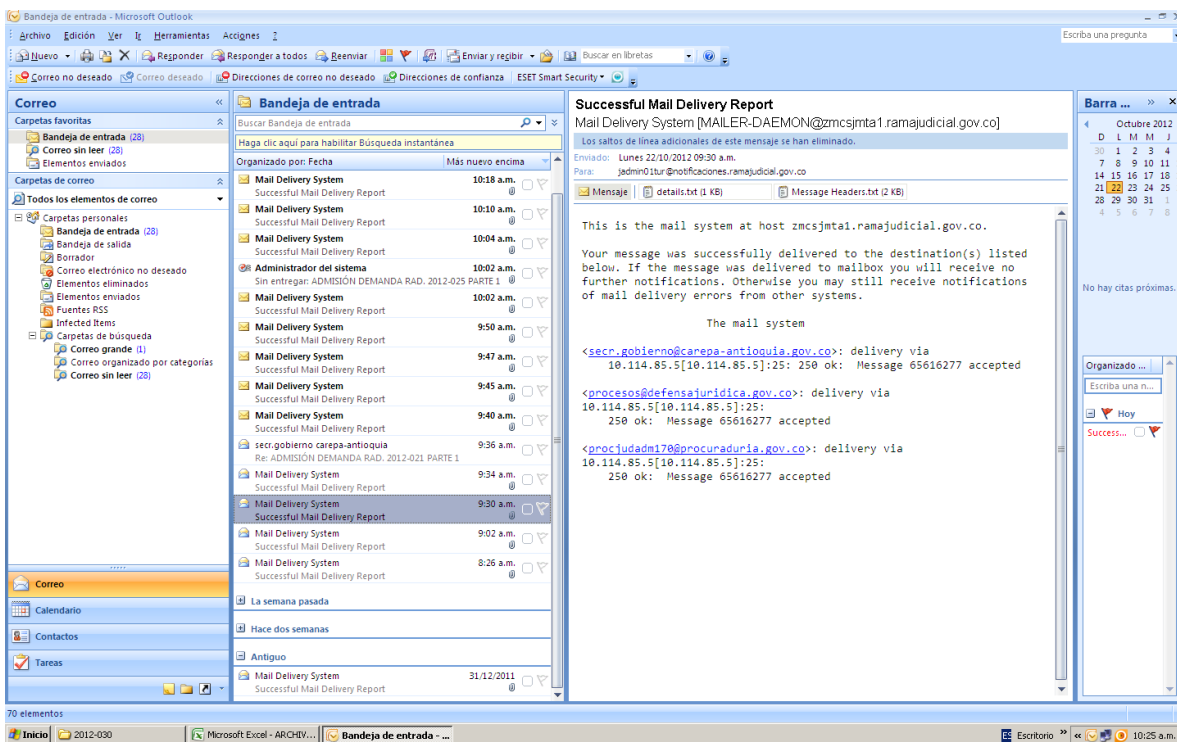 Bandeja de entrada - Microsoft Outlook
Archivo Edición Ver Ir Herramientas Acciones ?
Escriba una pregunta
Nuevo Responder Responder a todos Reenviar Enviar y recibir Buscar en libretas
Correo no deseado Correo deseado Direcciones de correo no deseado Direcciones de confianza ESET Smart Security
Correo «
Carpetas favoritas
Bandeja de entrada (28)
Correo sin leer (28)
Elementos enviados
Carpetas de correo
Todos los elementos de correo
Carpetas personales
Bandeja de entrada (28)
Bandeja de salida
Borrador
Correo electrónico no deseado
Elementos eliminados
Elementos enviados
Fuentes RSS
Infected Items
Carpetas de búsqueda
Correo grande (1)
Correo organizado por categorías
Correo sin leer (28)
Correo
Calendario
Contactos
Tareas
Bandeja de entrada
Buscar Bandeja de entrada
Haga clic aquí para habilitar Búsqueda instantánea
Organizado por: Fecha Más nuevo encima
Mail Delivery System 10:18 a.m.
Successful Mail Delivery Report
Mail Delivery System 10:10 a.m.
Successful Mail Delivery Report
Mail Delivery System 10:04 a.m.
Successful Mail Delivery Report
Administrador del sistema 10:02 a.m.
Sin entregar: ADMISIÓN DEMANDA RAD. 2012-025 PARTE 1
Mail Delivery System 10:02 a.m.
Successful Mail Delivery Report
Mail Delivery System 9:50 a.m.
Successful Mail Delivery Report
Mail Delivery System 9:47 a.m.
Successful Mail Delivery Report
Mail Delivery System 9:45 a.m.
Successful Mail Delivery Report
Mail Delivery System 9:40 a.m.
Successful Mail Delivery Report
secr.gobierno carepa-antioquia 9:36 a.m.
Re: ADMISIÓN DEMANDA RAD. 2012-021 PARTE 1
Mail Delivery System 9:34 a.m.
Successful Mail Delivery Report
Mail Delivery System 9:30 a.m.
Successful Mail Delivery Report
Mail Delivery System 9:02 a.m.
Successful Mail Delivery Report
Mail Delivery System 8:26 a.m.
Successful Mail Delivery Report
La semana pasada
Hace dos semanas
Antiguo
Mail Delivery System 31/12/2011
Successful Mail Delivery Report
Successful Mail Delivery Report
Mail Delivery System [MAILER-DAEMON@zmcsjmta1.ramajudicial.gov.co]
Los saltos de línea adicionales de este mensaje se han eliminado.
Enviado: Lunes 22/10/2012 09:30 a.m.
Para: jadmin01tur@notificaciones.ramajudicial.gov.co
Mensaje details.txt (1 KB) Message Headers.txt (2 KB)
This is the mail system at host zmcsjmta1.ramajudicial.gov.co.
Your message was successfully delivered to the destination(s) listed
below. If the message was delivered to mailbox you will receive no
further notifications. Otherwise you may still receive notifications
of mail delivery errors from other systems.
The mail system
<secr.gobierno@carepa-antioquia.gov.co>: delivery via
10.114.85.5[10.114.85.5]:25: 250 ok: Message 65616277 accepted
<procesos@defensajuridica.gov.co>: delivery via
10.114.85.5[10.114.85.5]:25:
250 ok: Message 65616277 accepted
<procjudadm170@procuraduria.gov.co>: delivery via
10.114.85.5[10.114.85.5]:25:
250 ok: Message 65616277 accepted
Barra ... » ×
Octubre 2012
D L M M J
30 1 2 3 4
7 8 9 10 11
14 15 16 17 18
21 22 23 24 25
28 29 30 31 1
4 5 6 7 8
No hay citas próximas.
Organizado ...
Escriba una n...
Hoy
Success...
70 elementos
Inicio 2012-030 Microsoft Excel - ARCHIV... Bandeja de entrada - ... ES Escritorio » « 10:25 a.m.